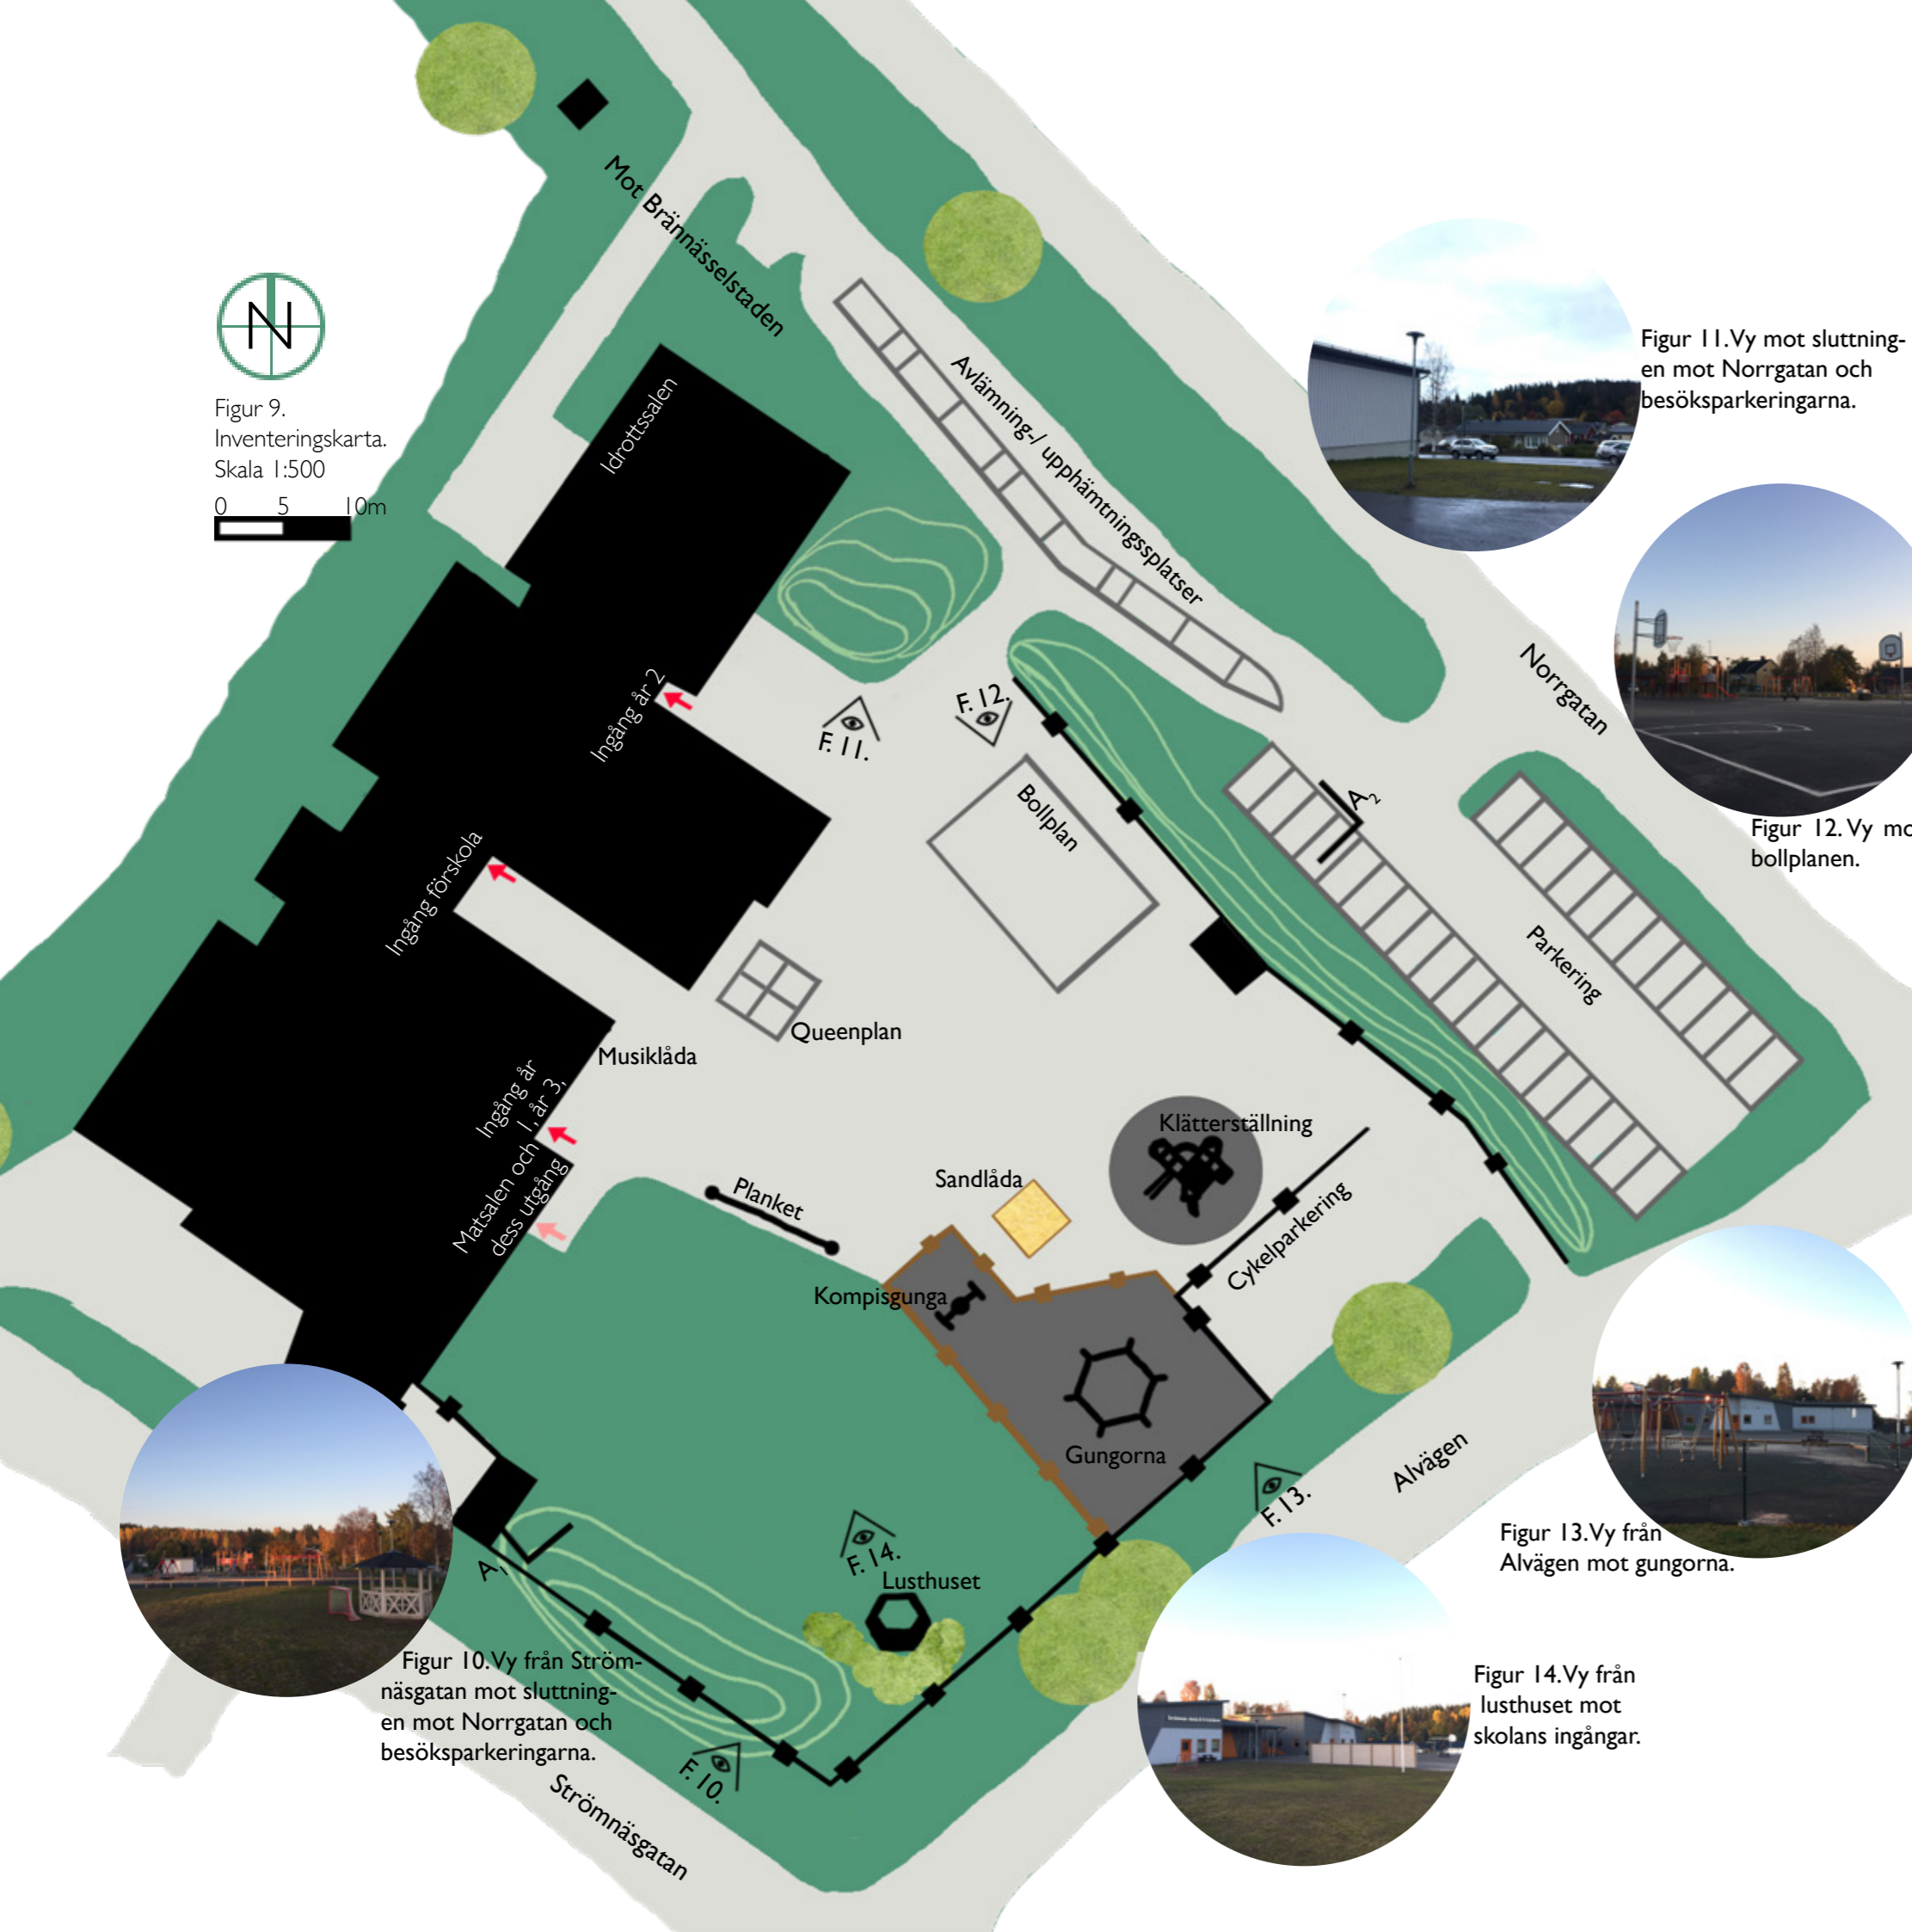 N
Figur 9.
Inventeringskarta.
Skala 1:500
0 5 10m
Mot Brännässelstaden
Idrottssalen
Avlämning-/ upphämtningssplatser
Figur 11. Vy mot sluttning-
en mot Norrgatan och
besöksparkeringarna.
Norrgatan
Figur 12. Vy mo
bollplanen.
Ingång år 2
F. 11.
F. 12.
Bollplan
A2
Parkering
Ingång förskola
Queenplan
Musiklåda
Ingång år
1, år 3,
Matsalen och
dess utgång
Planket
Sandlåda
Klätterställning
Cykelparkering
Kompisgunga
Gungorna
Alvägen
F. 13.
Figur 13. Vy från
Alvägen mot gungorna.
F. 14.
Lusthuset
A1
Figur 10. Vy från Ström-
näsgatan mot sluttning-
en mot Norrgatan och
besöksparkeringarna.
F. 10.
Strömnäsgatan
Figur 14. Vy från
lusthuset mot
skolans ingångar.